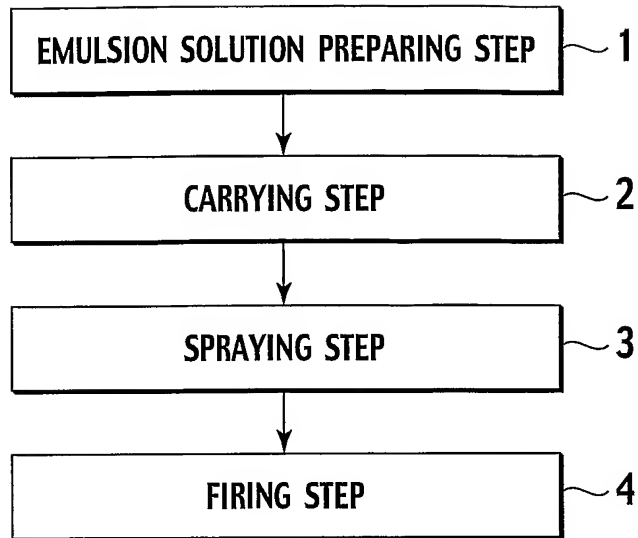 EMULSION SOLUTION PREPARING STEP 1
CARRYING STEP 2
SPRAYING STEP 3
FIRING STEP 4